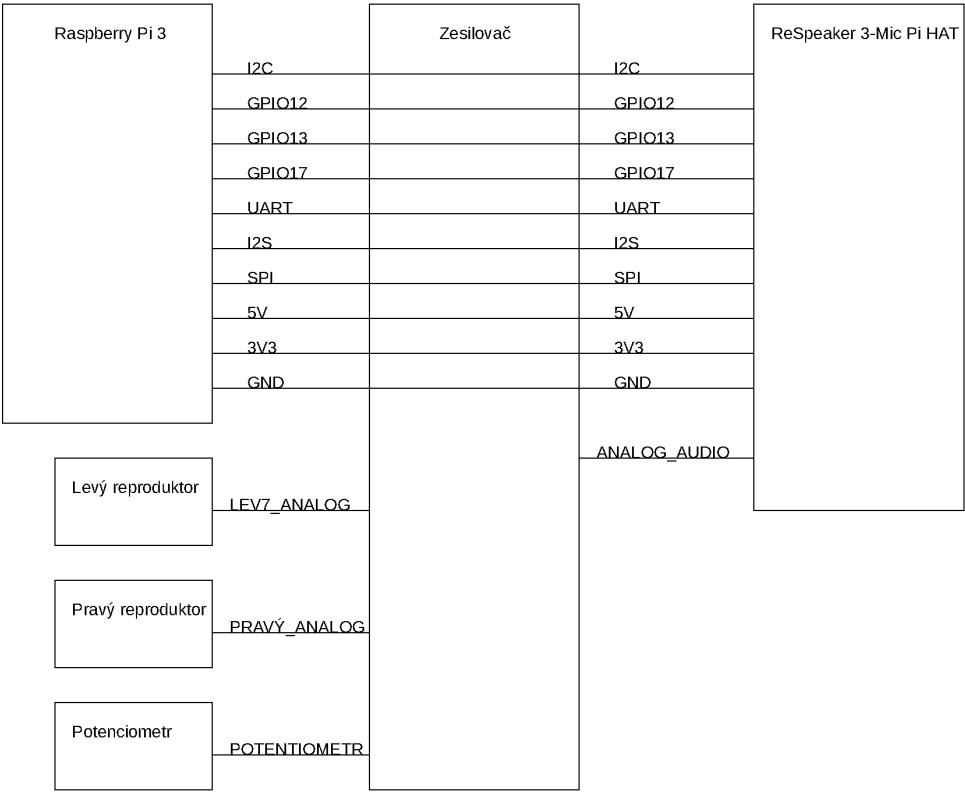 Raspberry Pi 3
Zesilovač
ReSpeaker 3-Mic Pi HAT
I2C
I2C
GPIO12
GPIO12
GPIO13
GPIO13
GPIO17
GPIO17
UART
UART
I2S
I2S
SPI
SPI
5V
5V
3V3
3V3
GND
GND
ANALOG_AUDIO
Levý reproduktor
LEV7_ANALOG
Pravý reproduktor
PRAVÝ_ANALOG
Potenciometr
POTENTIOMETR